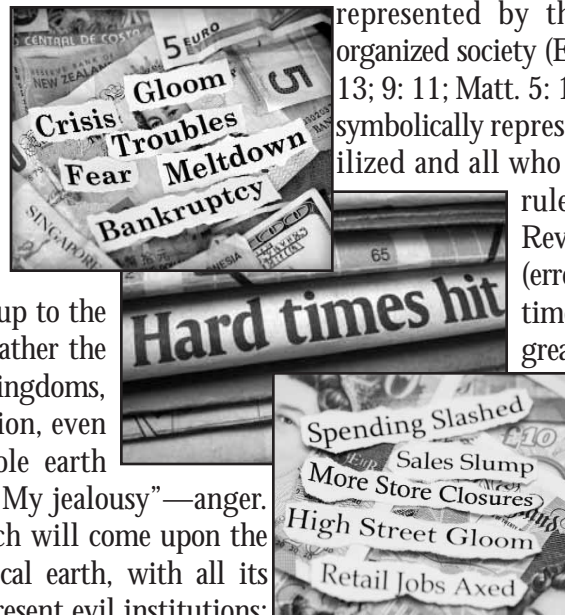 represented by th
organized society (E
13; 9: 11; Matt. 5: 1
symbolically repres
ilized and all who
rule
Rev
(erro
time
grea
CENTRAL DE COSTA
5 EURO
NEW ZEALAND
5
Gloom
Crisis
Troubles
Fear
Meltdown
Bankruptcy
SINGAPORE
65
Hard times hit
up to the
ather the
ingdoms,
ion, even
ole earth
My jealousy”—anger.
ch will come upon the
cal earth, with all its
resent evil institutions;
Spending Slashed
£10
Sales Slump
More Store Closures
High Street Gloom
Retail Jobs Axed